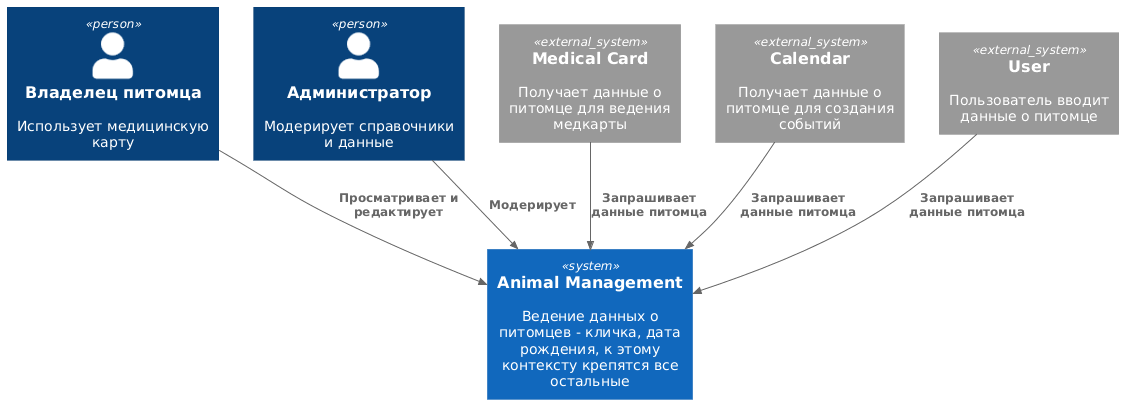 «person»
Владелец питомца
Использует медицинскую
карту
«person»
Администратор
Модерирует справочники
и данные
«external_system»
Medical Card
Получает данные о
питомце для ведения
медкарты
«external_system»
Calendar
Получает данные о
питомце для создания
событий
«external_system»
User
Пользователь вводит
данные о питомце
Просматривает и
редактирует
Модерирует
Запрашивает
данные питомца
Запрашивает
данные питомца
Запрашивает
данные питомца
«system»
Animal Management
Ведение данных о
питомцев - кличка, дата
рождения, к этому
контексту крепятся все
остальные